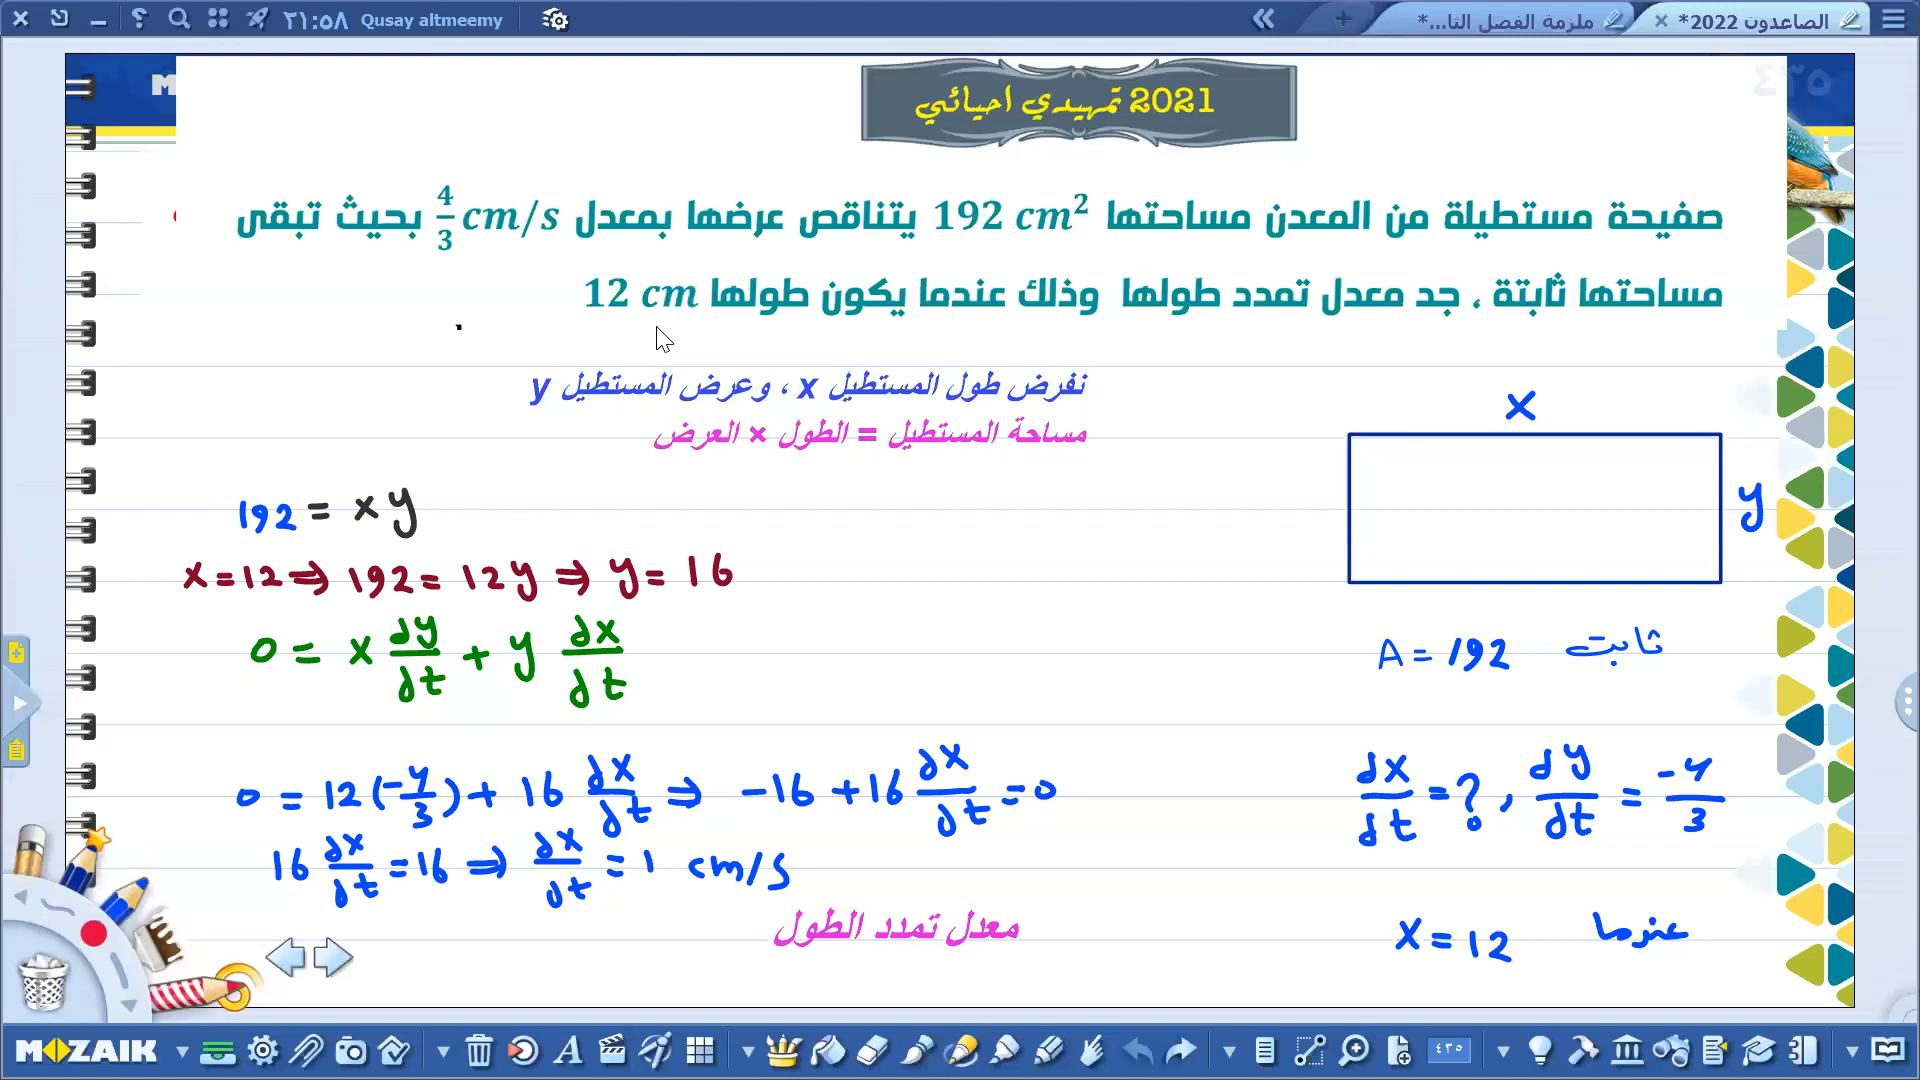 ٢١:٥٨ Qusay altmeemy
ملزمة الفصل الثا...*
الصاعدون 2022*
M
٤٣٥
2021 تمهيدي احيائي
صفيحة مستطيلة من المعدن مساحتها 192 cm² يتناقص عرضها بمعدل 4/3 cm/s بحيث تبقى
مساحتها ثابتة ، جد معدل تمدد طولها وذلك عندما يكون طولها 12 cm
نفرض طول المستطيل x ، وعرض المستطيل y
مساحة المستطيل = الطول × العرض
x
y
192 = xy
x = 12 ⇒ 192 = 12y ⇒ y = 16
0 = x dy/dt + y dx/dt
A = 192 ثابت
0 = 12(-4/3) + 16 dx/dt ⇒ -16 + 16 dx/dt = 0
dx/dt = ? , dy/dt = -4/3
16 dx/dt = 16 ⇒ dx/dt = 1 cm/s
معدل تمدد الطول
x = 12 عندما
MOZAIK
٤٣٥